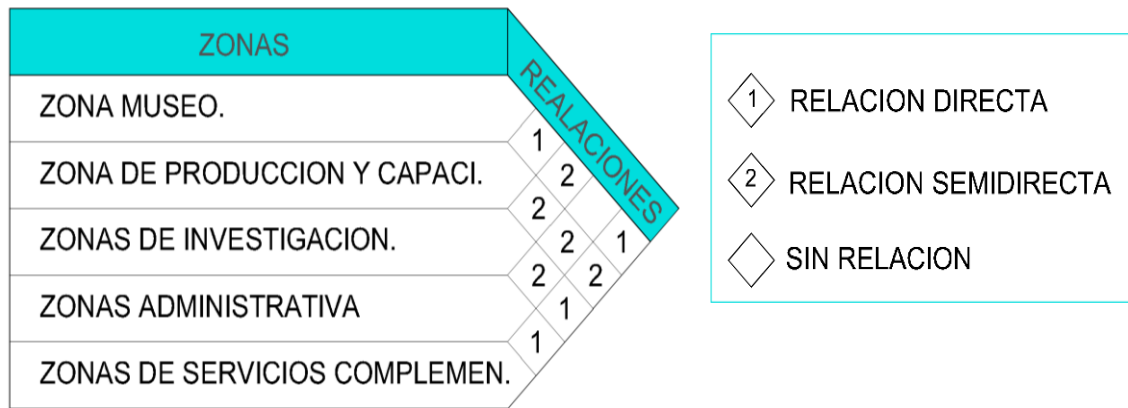 ZONAS
REALACIONES
ZONA MUSEO.
ZONA DE PRODUCCION Y CAPACI.
ZONAS DE INVESTIGACION.
ZONAS ADMINISTRATIVA
ZONAS DE SERVICIOS COMPLEMEN.
1
2
2
2
1
2
2
1
1
1 RELACION DIRECTA
2 RELACION SEMIDIRECTA
SIN RELACION